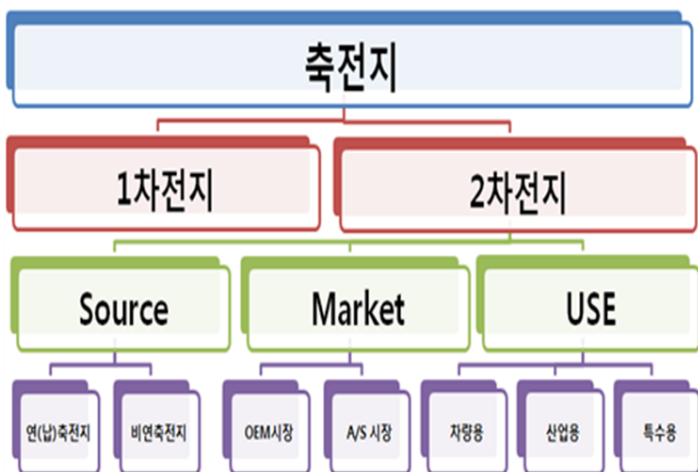 축전지
1차전지
2차전지
Source
Market
USE
연(납)축전지
비연축전지
OEM시장
A/S 시장
차량용
산업용
특수용